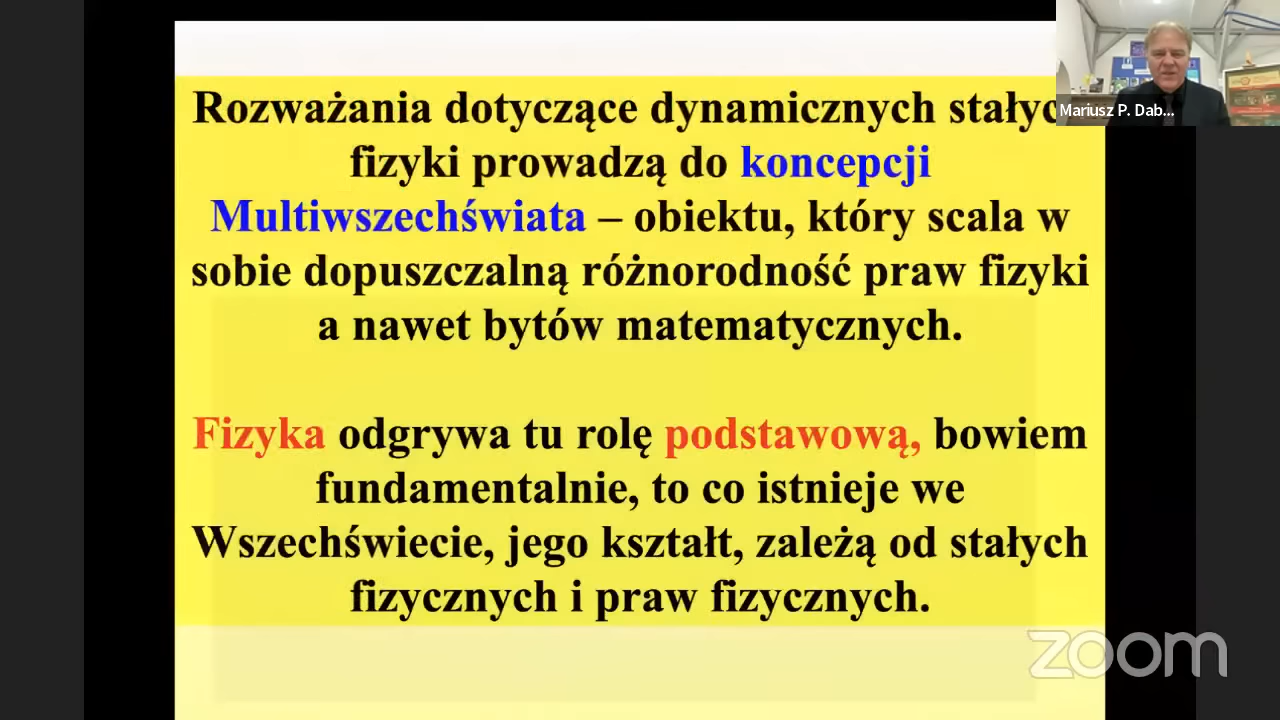 Rozważania dotyczące dynamicznych stałyc
fizyki prowadzą do koncepcji
Multiwszechświata – obiektu, który scala w
sobie dopuszczalną różnorodność praw fizyki
a nawet bytów matematycznych.
Fizyka odgrywa tu rolę podstawową, bowiem
fundamentalnie, to co istnieje we
Wszechświecie, jego kształt, zależą od stałych
fizycznych i praw fizycznych.
Mariusz P. Dab...
zoom